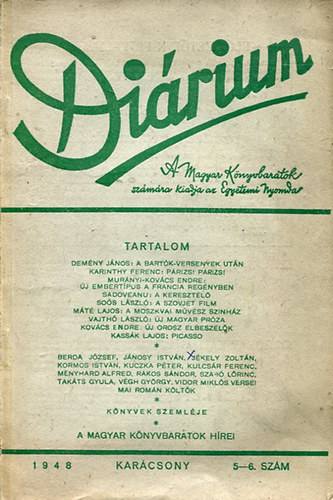 Diárium
A Magyar Könyvbarátok
számára kiadja az Egyetemi Nyomda
TARTALOM
DEMÉNY JÁNOS: A BARTÓK-VERSENYEK UTÁN
KARINTHY FERENC: PÁRIZS! PÁRIZS!
MURÁNYI-KOVÁCS ENDRE:
ÚJ EMBERTÍPUS A FRANCIA REGÉNYBEN
SADOVEANU: A KERESZTELŐ
SOÓS LÁSZLÓ: A SZOVJET FILM
MÁTÉ LAJOS: A MOSZKVAI MŰVÉSZ SZINHÁZ
VAJTHÓ LÁSZLÓ: ÚJ MAGYAR PRÓZA
KOVÁCS ENDRE: ÚJ OROSZ ELBESZÉLŐK
KASSÁK LAJOS: PICASSO
BERDA JÓZSEF, JÁNOSY ISTVÁN, SZÉKELY ZOLTÁN,
KORMOS ISTVÁN, KUCZKA PÉTER, KULCSÁR FERENC,
MENYHÁRD ALFRED, RÁKOS SÁNDOR, SZABÓ LŐRINC,
TAKÁTS GYULA, VÉGH GYÖRGY, VIDOR MIKLÓS VERSEI
MAI ROMÁN KÖLTŐK
*
KÖNYVEK SZEMLÉJE
*
A MAGYAR KÖNYVBARÁTOK HÍREI
1948 KARÁCSONY 5—6. SZÁM